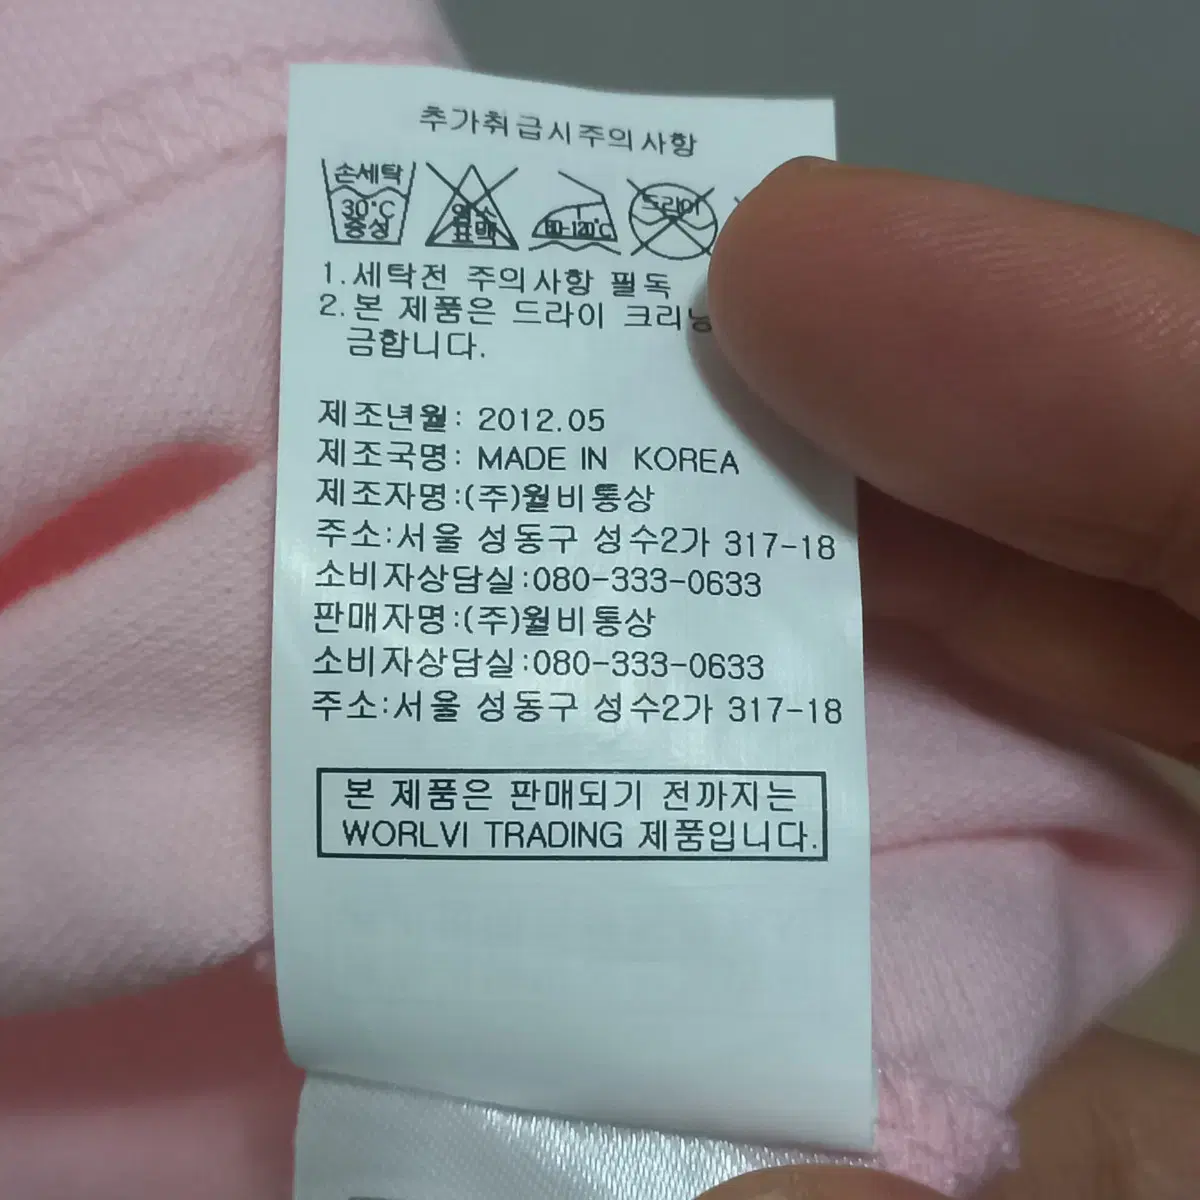 추가취급시주의사항
손세탁 30°C 중성
염소 표백
80-120°C
드라이
1.세탁전 주의사항 필독
2.본 제품은 드라이 크리닝
금합니다.
제조년월: 2012.05
제조국명: MADE IN KOREA
제조자명:(주)월비통상
주소:서울 성동구 성수2가 317-18
소비자상담실:080-333-0633
판매자명:(주)월비통상
소비자상담실:080-333-0633
주소:서울 성동구 성수2가 317-18
본 제품은 판매되기 전까지는
WORLVI TRADING 제품입니다.